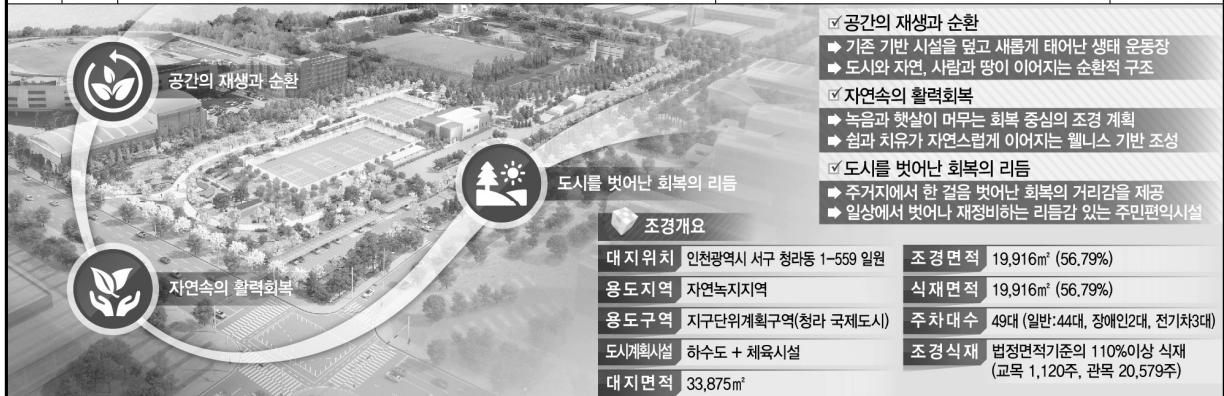 공간의 재생과 순환
자연속의 활력회복
도시를 벗어난 회복의 리듬
☑공간의 재생과 순환
➡ 기존 기반 시설을 덮고 새롭게 태어난 생태 운동장
➡ 도시와 자연, 사람과 땅이 이어지는 순환적 구조
☑자연속의 활력회복
➡ 녹음과 햇살이 머무는 회복 중심의 조경 계획
➡ 쉼과 치유가 자연스럽게 이어지는 웰니스 기반 조성
☑도시를 벗어난 회복의 리듬
➡ 주거지에서 한 걸음 벗어난 회복의 거리감을 제공
➡ 일상에서 벗어나 재정비하는 리듬감 있는 주민편익시설
조경개요
대지위치 인천광역시 서구 청라동 1-559 일원
용도지역 자연녹지지역
용도구역 지구단위계획구역(청라 국제도시)
도시계획시설 하수도 + 체육시설
대지면적 33,875㎡
조경면적 19,916㎡ (56.79%)
식재면적 19,916㎡ (56.79%)
주차대수 49대 (일반:44대, 장애인2대, 전기차3대)
조경식재 법정면적기준의 110%이상 식재
(교목 1,120주, 관목 20,579주)